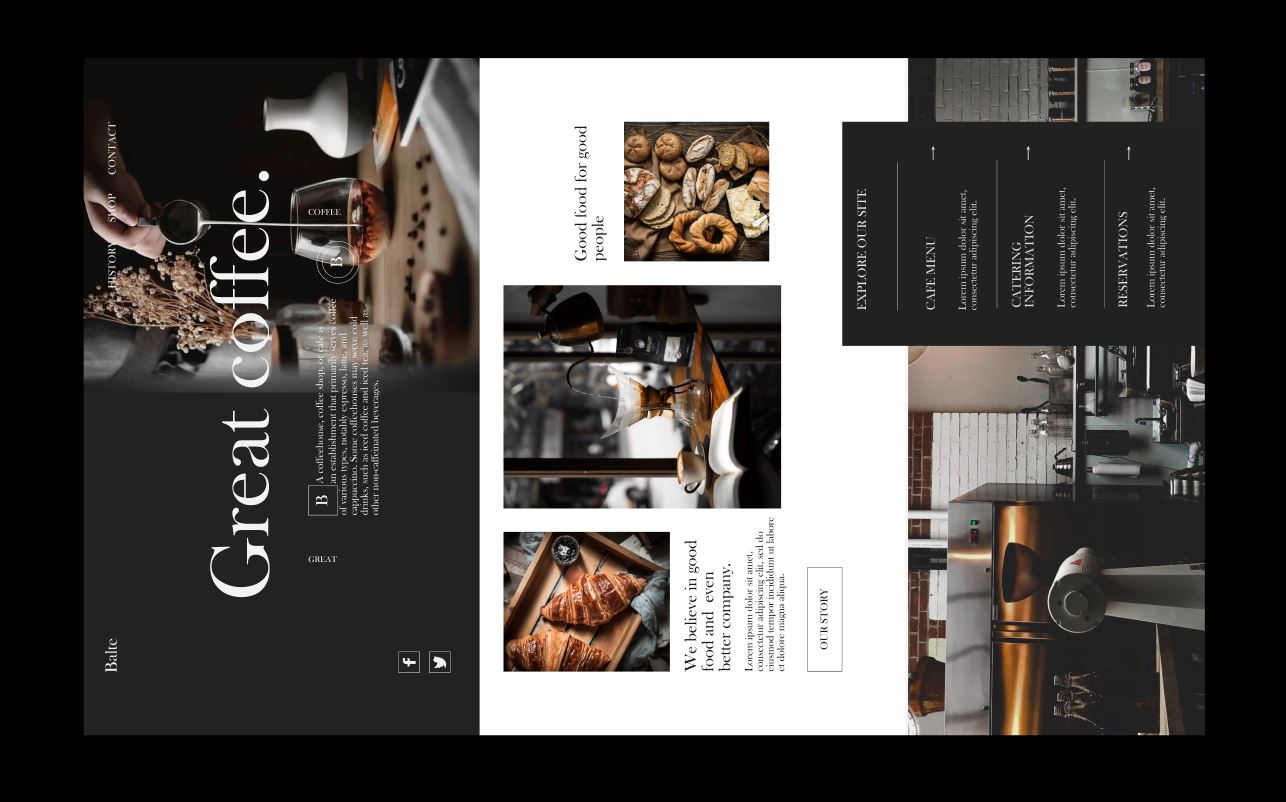 Balte
HISTORY
SHOP
CONTACT
Great coffee.
GREAT
COFFEE
B
B
A coffeehouse, coffee shop, or café is
an establishment that primarily serves coffee
of various types, notably espresso, latte, and
cappuccino. Some coffeehouses may serve cold
drinks, such as iced coffee and iced tea, as well as
other non-caffeinated beverages.
f
Good food for good
people
We believe in good
food and even
better company.
Lorem ipsum dolor sit amet,
consectetur adipiscing elit, sed do
eiusmod tempor incididunt ut labore
et dolore magna aliqua.
OUR STORY
EXPLORE OUR SITE
CAFE MENU
Lorem ipsum dolor sit amet,
consectetur adipiscing elit.
CATERING
INFORMATION
Lorem ipsum dolor sit amet,
consectetur adipiscing elit.
RESERVATIONS
Lorem ipsum dolor sit amet,
consectetur adipiscing elit.